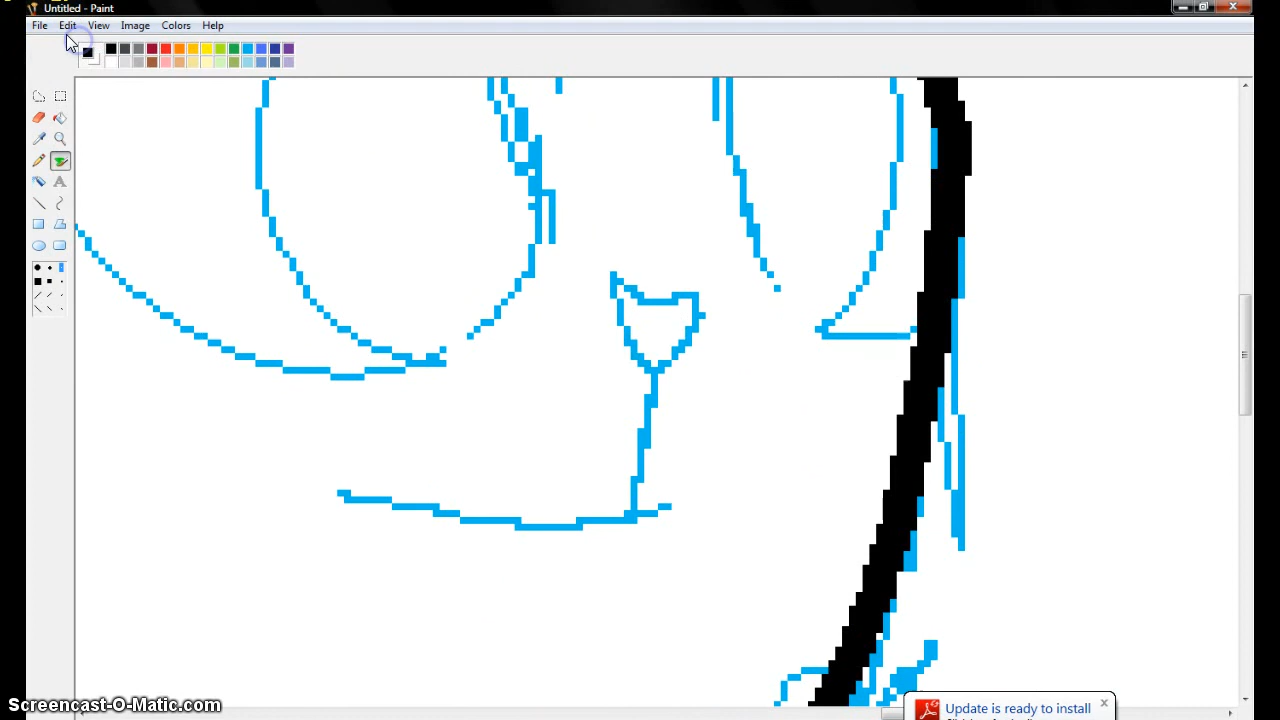 Untitled - Paint
File Edit View Image Colors Help
Update is ready to install
Screencast-O-Matic.com